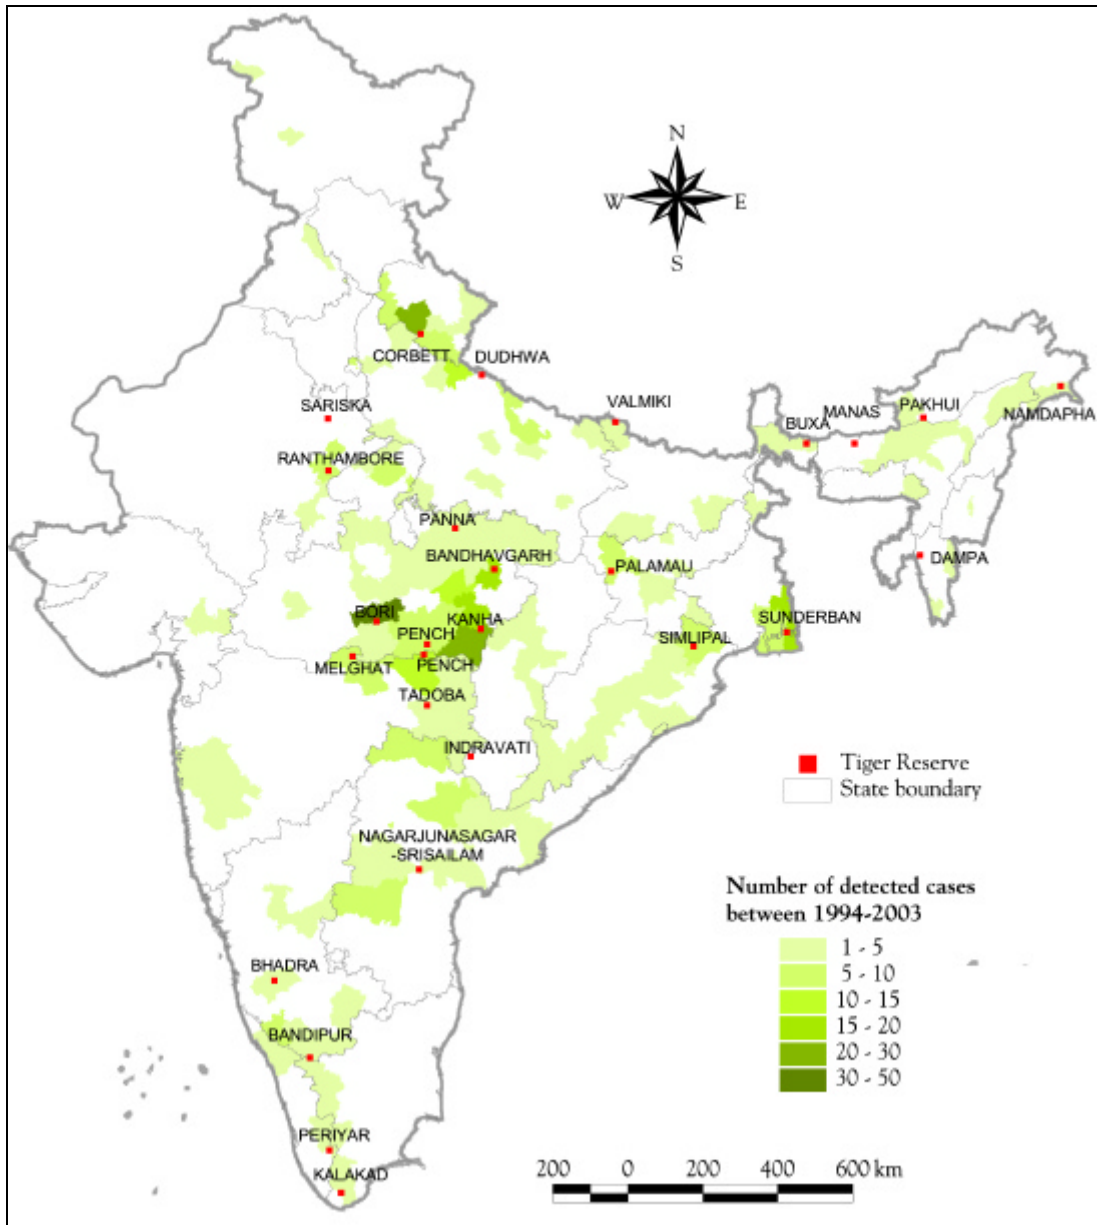 N
W E
S
CORBETT
DUDHWA
SARISKA
VALMIKI
BUXA
MANAS
PAKHUI
NAMDAPHA
RANTHAMBORE
PANNA
BANDHAVGARH
PALAMAU
DAMPA
BORI
KANHA
SUNDERBAN
PENCH
SIMLIPAL
MELGHAT
PENCH
TADOBA
INDRAVATI
Tiger Reserve
State boundary
NAGARJUNASAGAR
-SRISAILAM
Number of detected cases
between 1994-2003
1 - 5
5 - 10
10 - 15
15 - 20
20 - 30
30 - 50
BHADRA
BANDIPUR
PERIYAR
KALAKAD
200 0 200 400 600 km